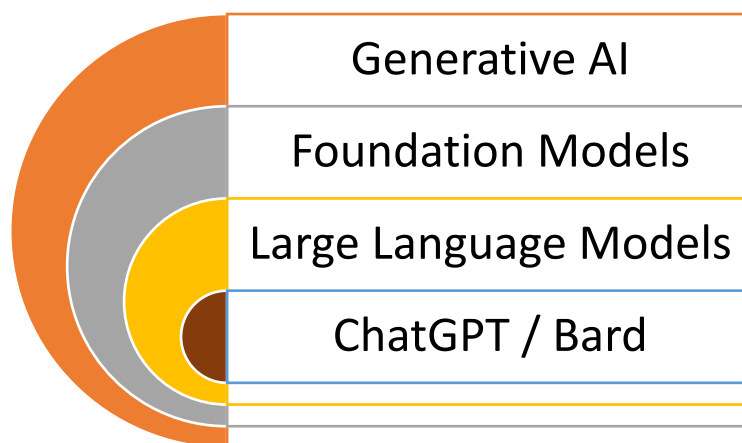 Generative AI
Foundation Models
Large Language Models
ChatGPT / Bard